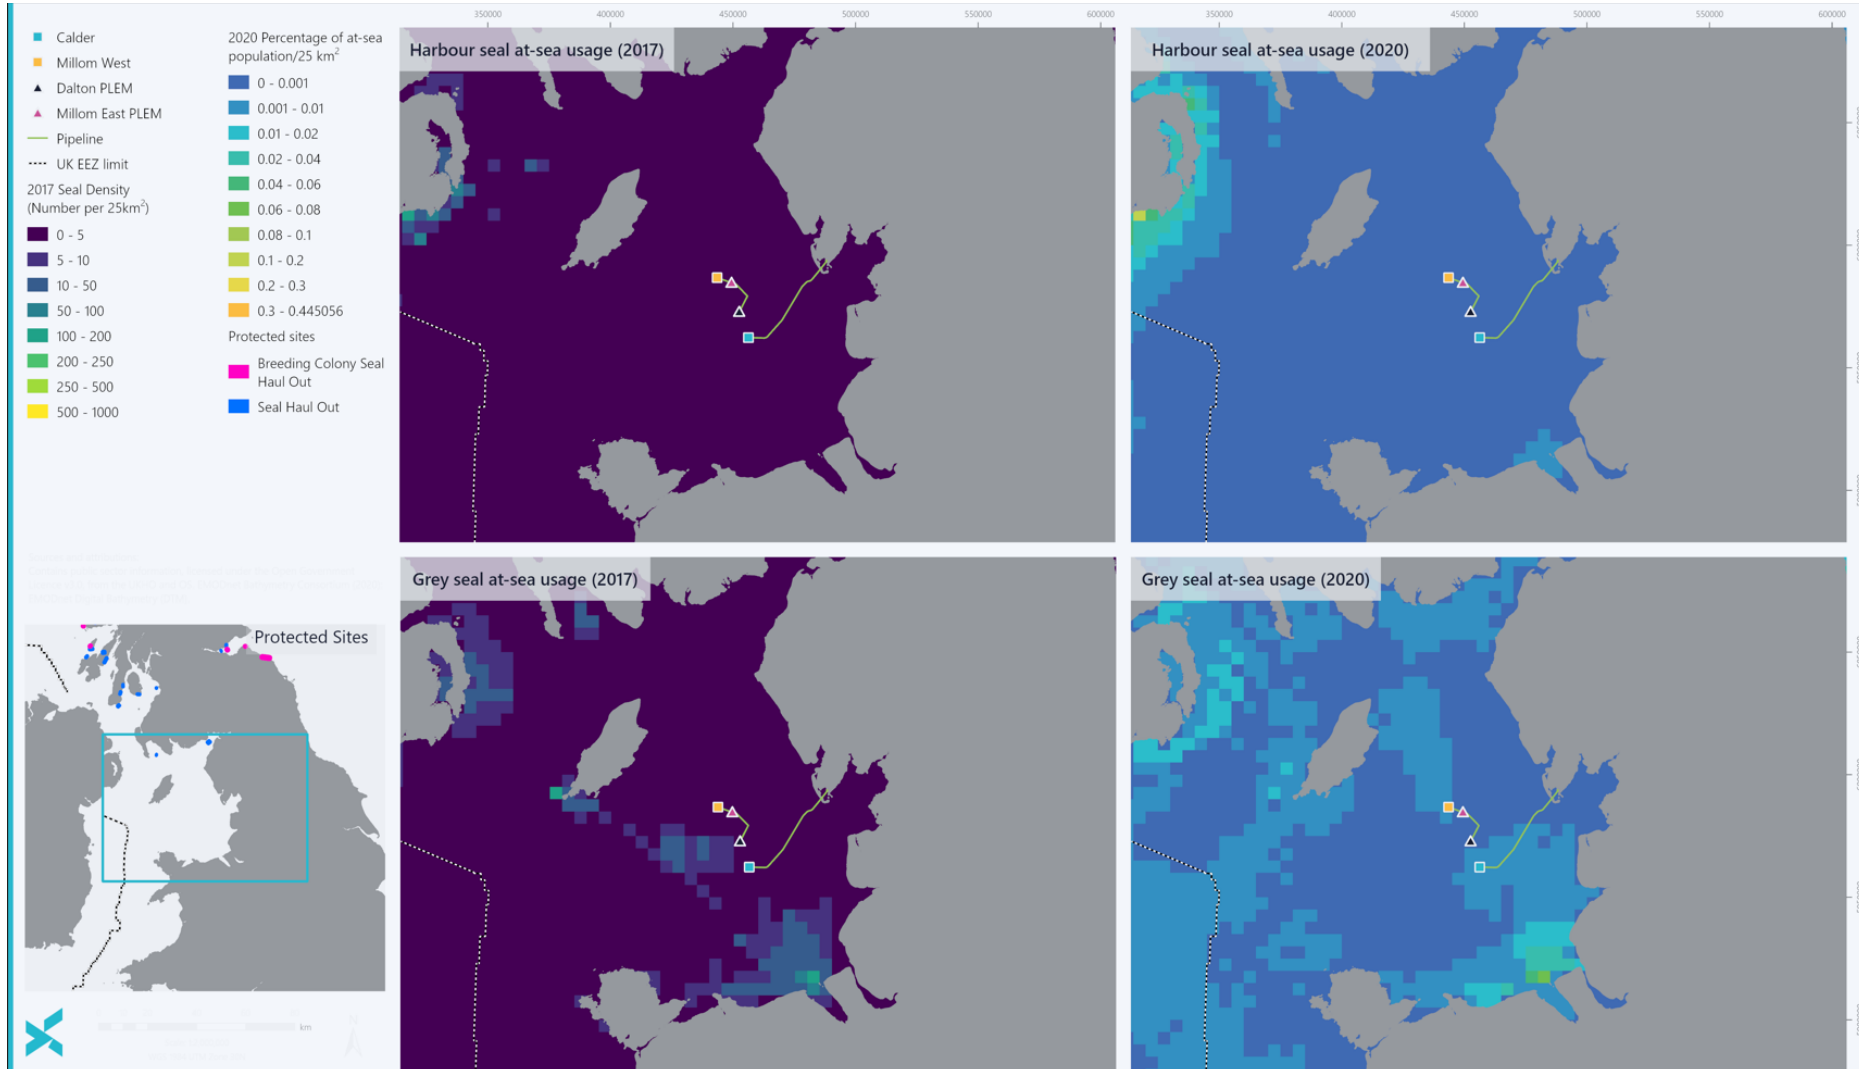 Calder
Millom West
Dalton PLEM
Millom East PLEM
Pipeline
UK EEZ limit
2017 Seal Density
(Number per 25km²)
0 - 5
5 - 10
10 - 50
50 - 100
100 - 200
200 - 250
250 - 500
500 - 1000
2020 Percentage of at-sea
population/25 km²
0 - 0.001
0.001 - 0.01
0.01 - 0.02
0.02 - 0.04
0.04 - 0.06
0.06 - 0.08
0.08 - 0.1
0.1 - 0.2
0.2 - 0.3
0.3 - 0.445056
Protected sites
Breeding Colony Seal
Haul Out
Seal Haul Out
350000 400000 450000 500000 550000 600000
Harbour seal at-sea usage (2017)
350000 400000 450000 500000 550000 600000
Harbour seal at-sea usage (2020)
Grey seal at-sea usage (2017)
Grey seal at-sea usage (2020)
Protected Sites
km